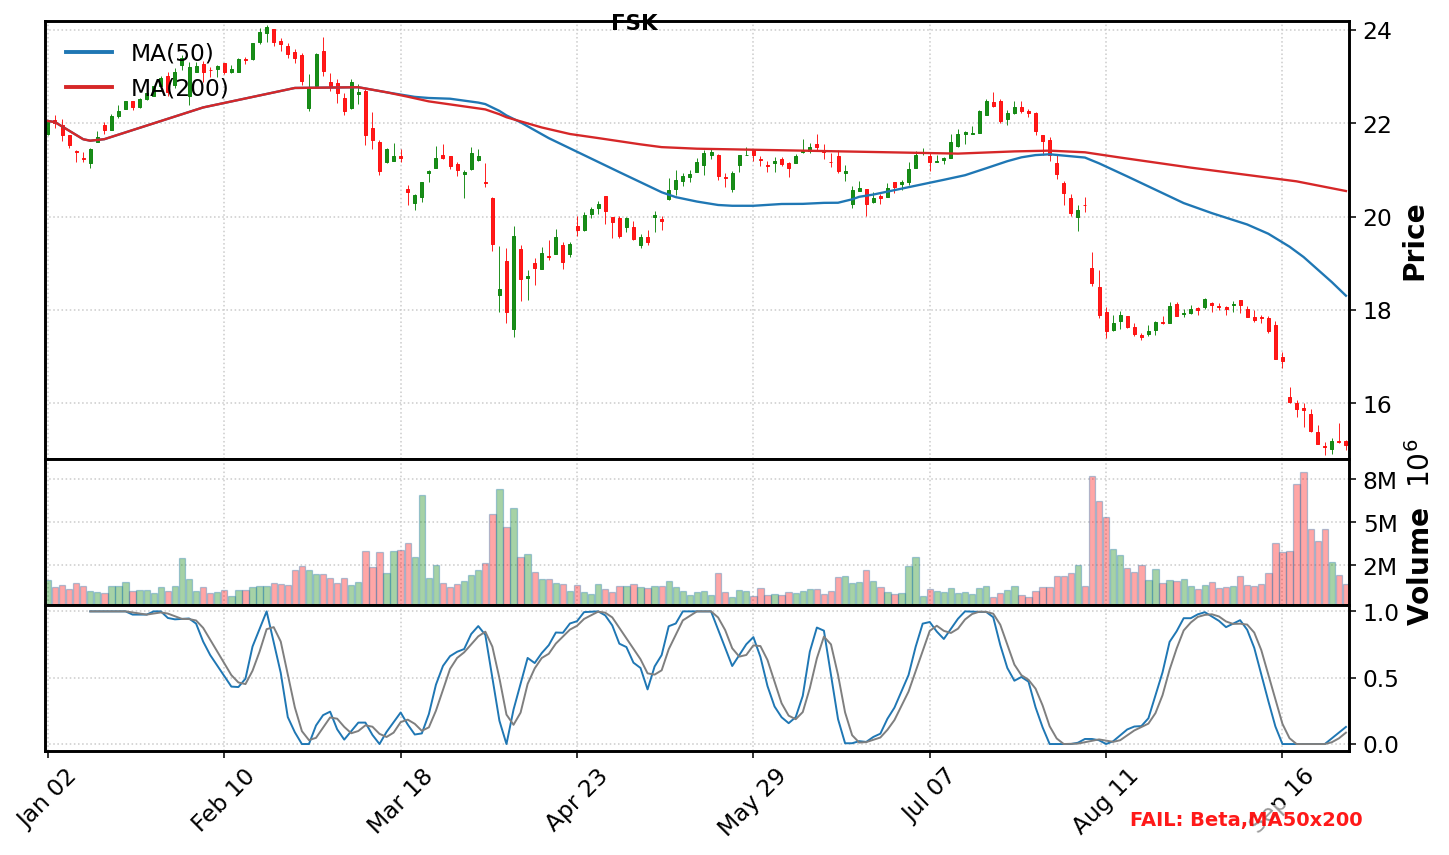 FSK
MA(50)
MA(200)
24
22
20
18
16
Price
8M
5M
2M
Volume 10^6
1.0
0.5
0.0
Jan 02
Feb 10
Mar 18
Apr 23
May 29
Jul 07
Aug 11
Sep 16
FAIL: Beta,MA50x200